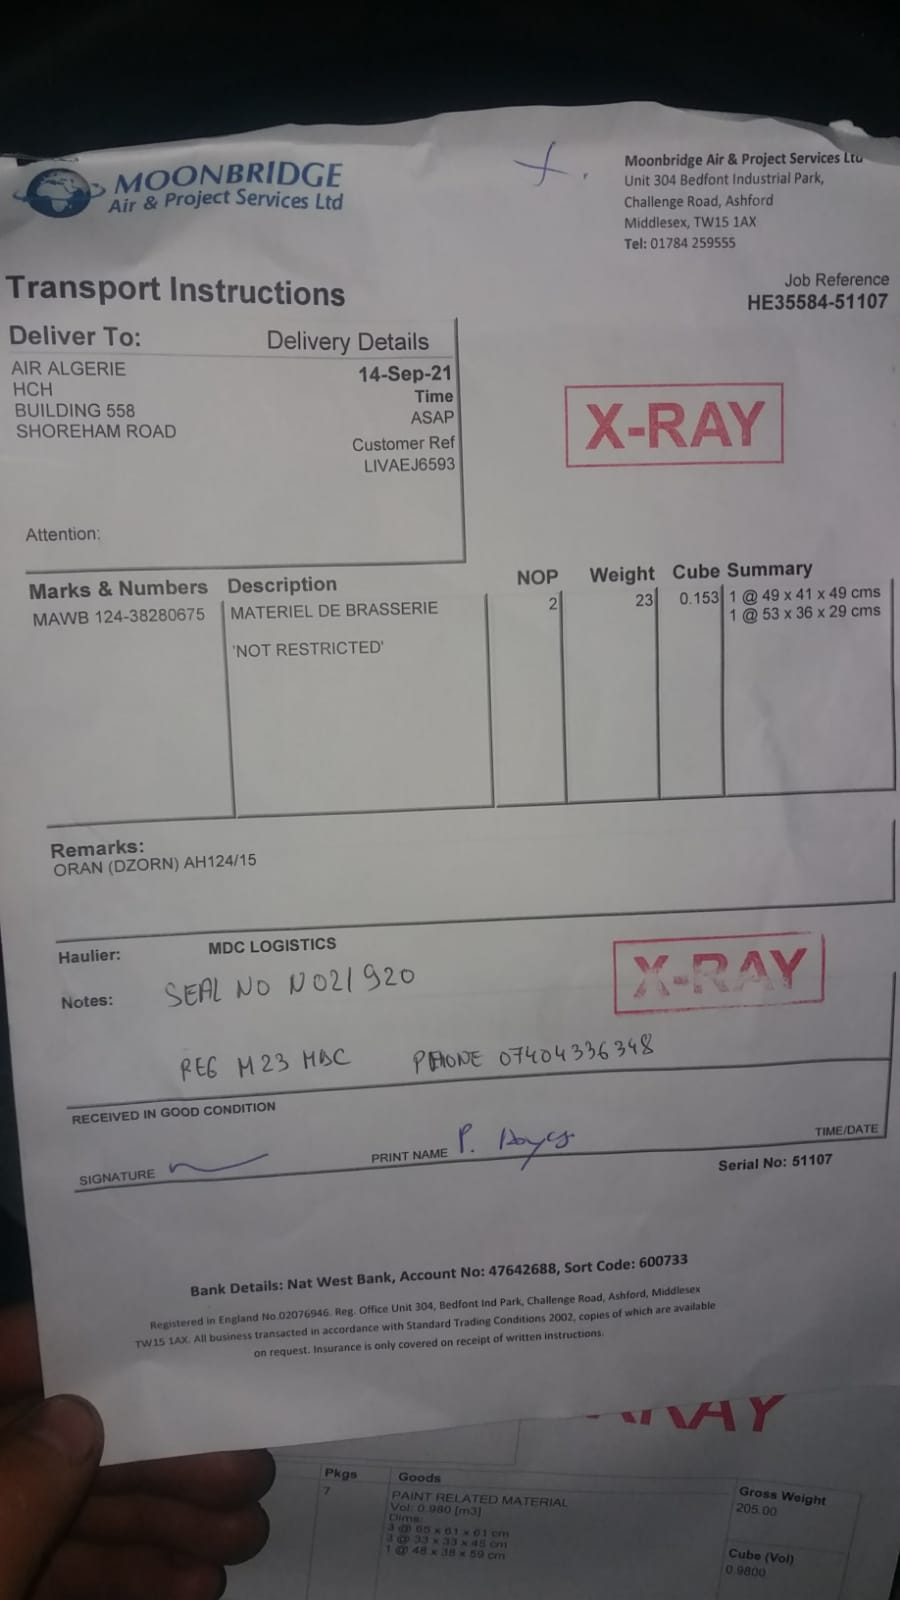 MOONBRIDGE
Air & Project Services Ltd
Moonbridge Air & Project Services Ltd
Unit 304 Bedfont Industrial Park,
Challenge Road, Ashford
Middlesex, TW15 1AX
Tel: 01784 259555
Transport Instructions
Job Reference
HE35584-51107
Deliver To:
AIR ALGERIE
HCH
BUILDING 558
SHOREHAM ROAD
Attention:
Delivery Details
14-Sep-21
Time
ASAP
Customer Ref
LIVAEJ6593
X-RAY
Marks & Numbers Description NOP Weight Cube Summary
MAWB 124-38280675 MATERIEL DE BRASSERIE 2 23 0.153 1 @ 49 x 41 x 49 cms
1 @ 53 x 36 x 29 cms
'NOT RESTRICTED'
Remarks:
ORAN (DZORN) AH124/15
Haulier: MDC LOGISTICS
X-RAY
Notes: SEAL NO N021920
REG M23 MDC PHONE 07404336348
RECEIVED IN GOOD CONDITION
SIGNATURE PRINT NAME P. Hayes TIME/DATE
Serial No: 51107
Bank Details: Nat West Bank, Account No: 47642688, Sort Code: 600733
Registered in England No.02076946. Reg. Office Unit 304, Bedfont Ind Park, Challenge Road, Ashford, Middlesex
TW15 1AX. All business transacted in accordance with Standard Trading Conditions 2002, copies of which are available
on request. Insurance is only covered on receipt of written instructions.
Pkgs Goods Gross Weight
7 PAINT RELATED MATERIAL 205.00
Vol: 0.980 [m3]
Dims:
3 @ 65 x 61 x 61 cm
3 @ 33 x 33 x 45 cm
1 @ 48 x 38 x 59 cm
Cube (Vol)
0.9800